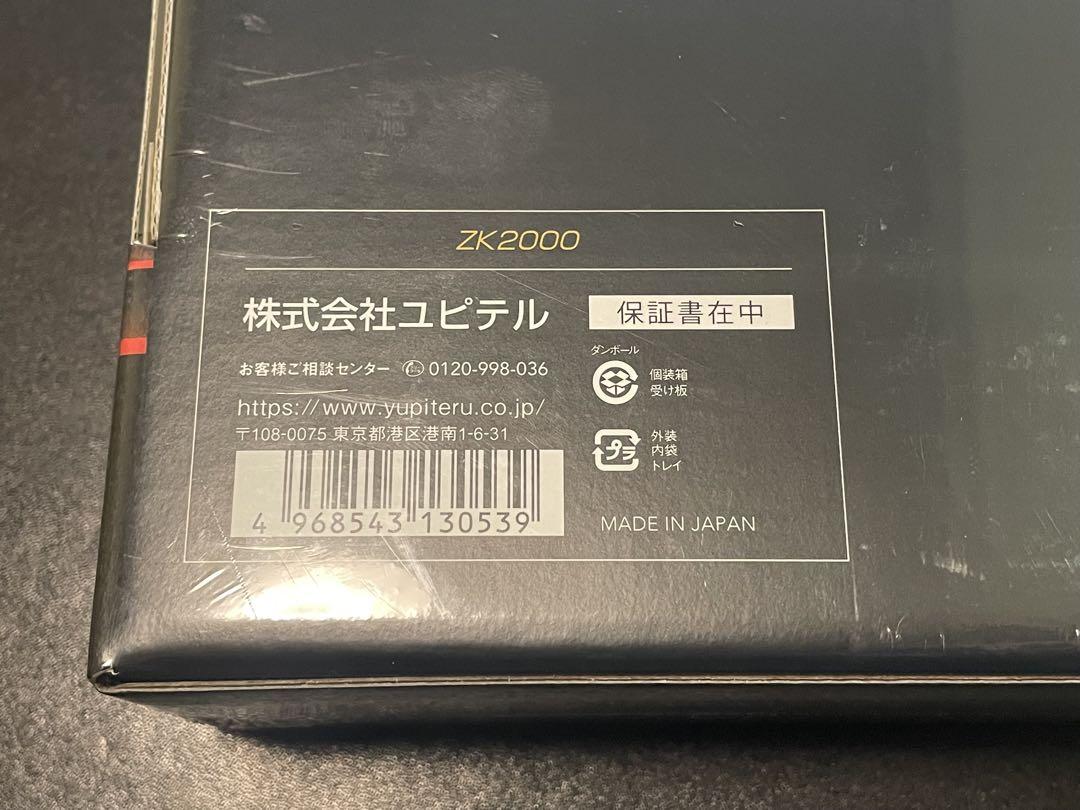 ZK2000
株式会社ユピテル
保証書在中
お客様ご相談センター 0120-998-036
https://www.yupiteru.co.jp/
〒108-0075 東京都港区港南1-6-31
4 968543 130539
ダンボール
個装箱
受け板
プラ
外装
内袋
トレイ
MADE IN JAPAN